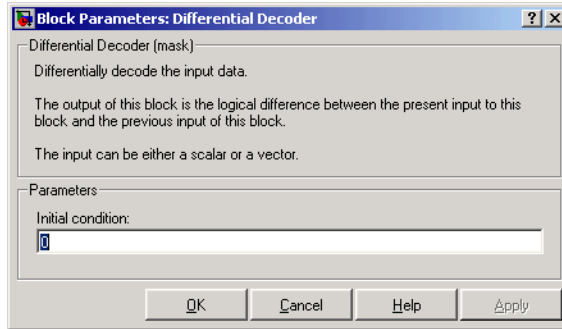 Block Parameters: Differential Decoder
Differential Decoder (mask)
Differentially decode the input data.
The output of this block is the logical difference between the present input to this
block and the previous input of this block.
The input can be either a scalar or a vector.
Parameters
Initial condition:
0
OK Cancel Help Apply